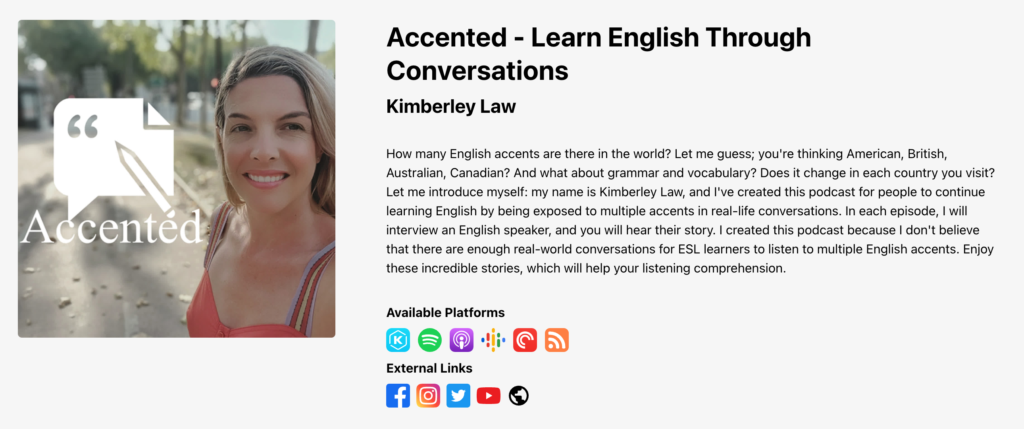 Accented - Learn English Through
Conversations
Kimberley Law
How many English accents are there in the world? Let me guess; you're thinking American, British,
Australian, Canadian? And what about grammar and vocabulary? Does it change in each country you visit?
Let me introduce myself: my name is Kimberley Law, and I've created this podcast for people to continue
learning English by being exposed to multiple accents in real-life conversations. In each episode, I will
interview an English speaker, and you will hear their story. I created this podcast because I don't believe
that there are enough real-world conversations for ESL learners to listen to multiple English accents. Enjoy
these incredible stories, which will help your listening comprehension.
Available Platforms
External Links
“
Accentéd